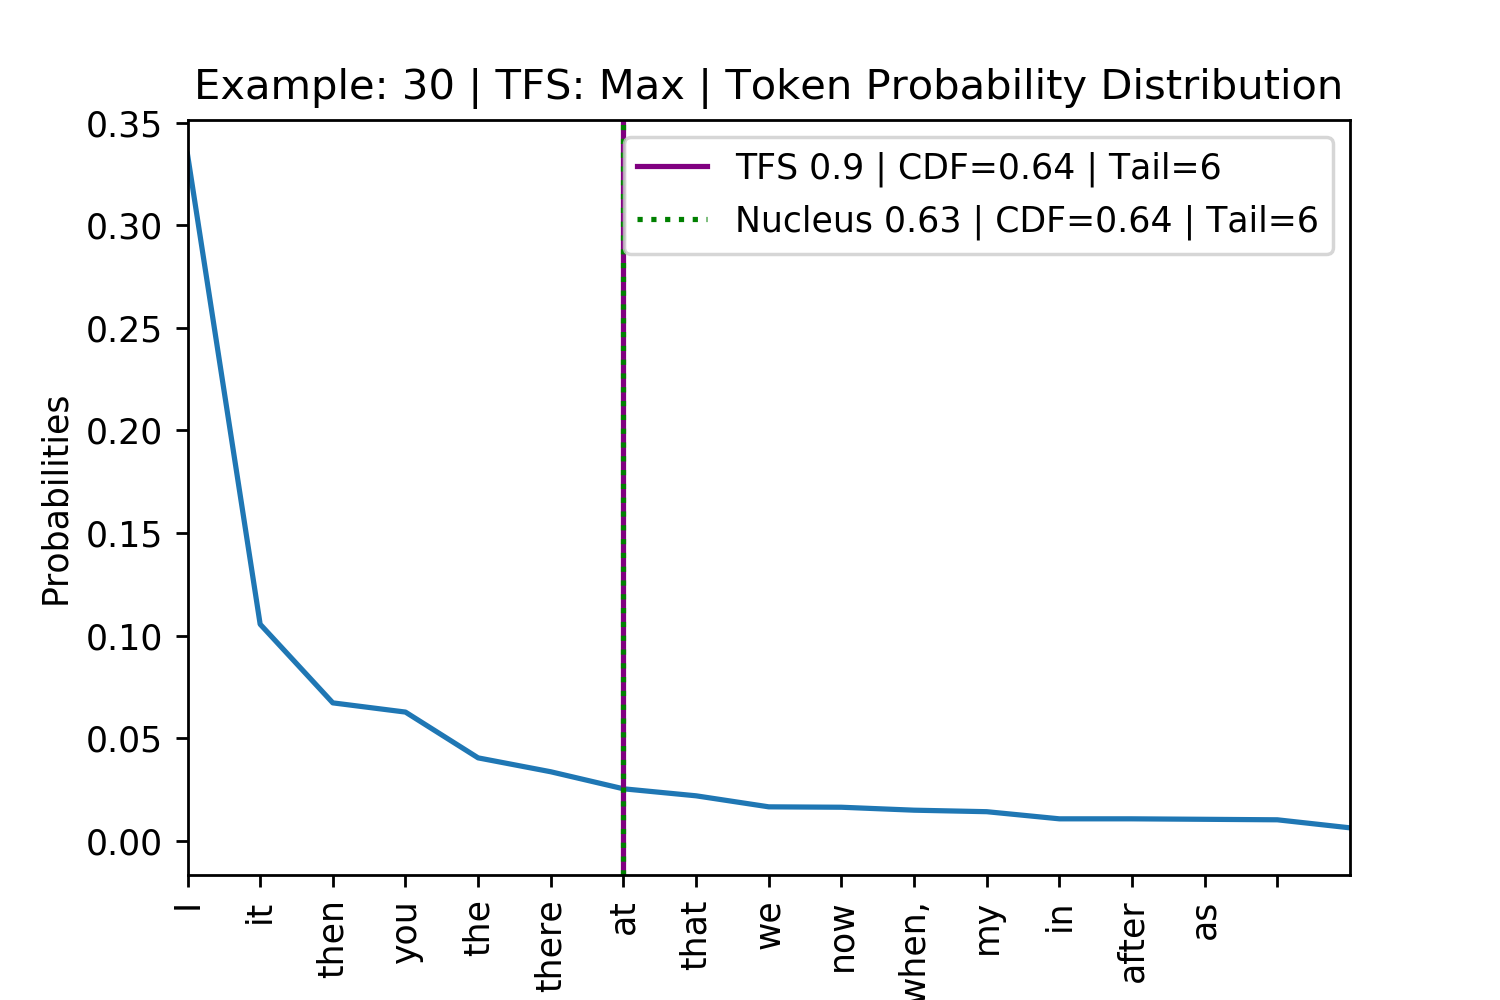 Example: 30 | TFS: Max | Token Probability Distribution
TFS 0.9 | CDF=0.64 | Tail=6
Nucleus 0.63 | CDF=0.64 | Tail=6
Probabilities
0.35
0.30
0.25
0.20
0.15
0.10
0.05
0.00
I
it
then
you
the
there
at
that
we
now
when,
my
in
after
as